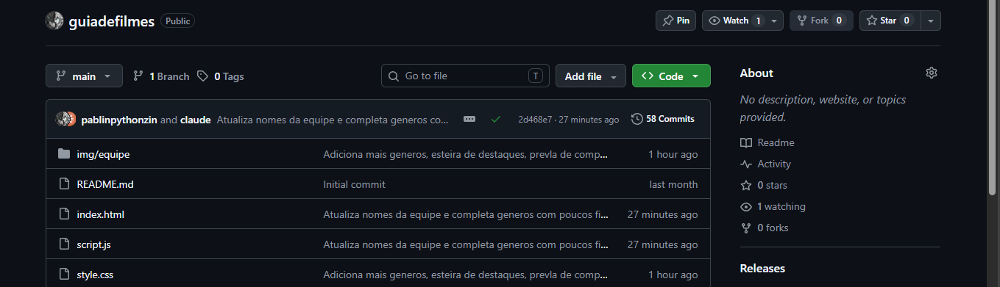 guiadefilmes Public Pin Watch 1 Fork 0 Star 0
main 1 Branch 0 Tags Go to file T Add file Code
pablinpythonzin and claude Atualiza nomes da equipe e completa generos co... 2d468e7 · 27 minutes ago 58 Commits
img/equipe Adiciona mais generos, esteira de destaques, prevla de comp... 1 hour ago
README.md Initial commit last month
index.html Atualiza nomes da equipe e completa generos com poucos fi... 27 minutes ago
script.js Atualiza nomes da equipe e completa generos com poucos fi... 27 minutes ago
style.css Adiciona mais generos, esteira de destaques, prevla de comp... 1 hour ago
About
No description, website, or topics
provided.
Readme
Activity
0 stars
1 watching
0 forks
Releases